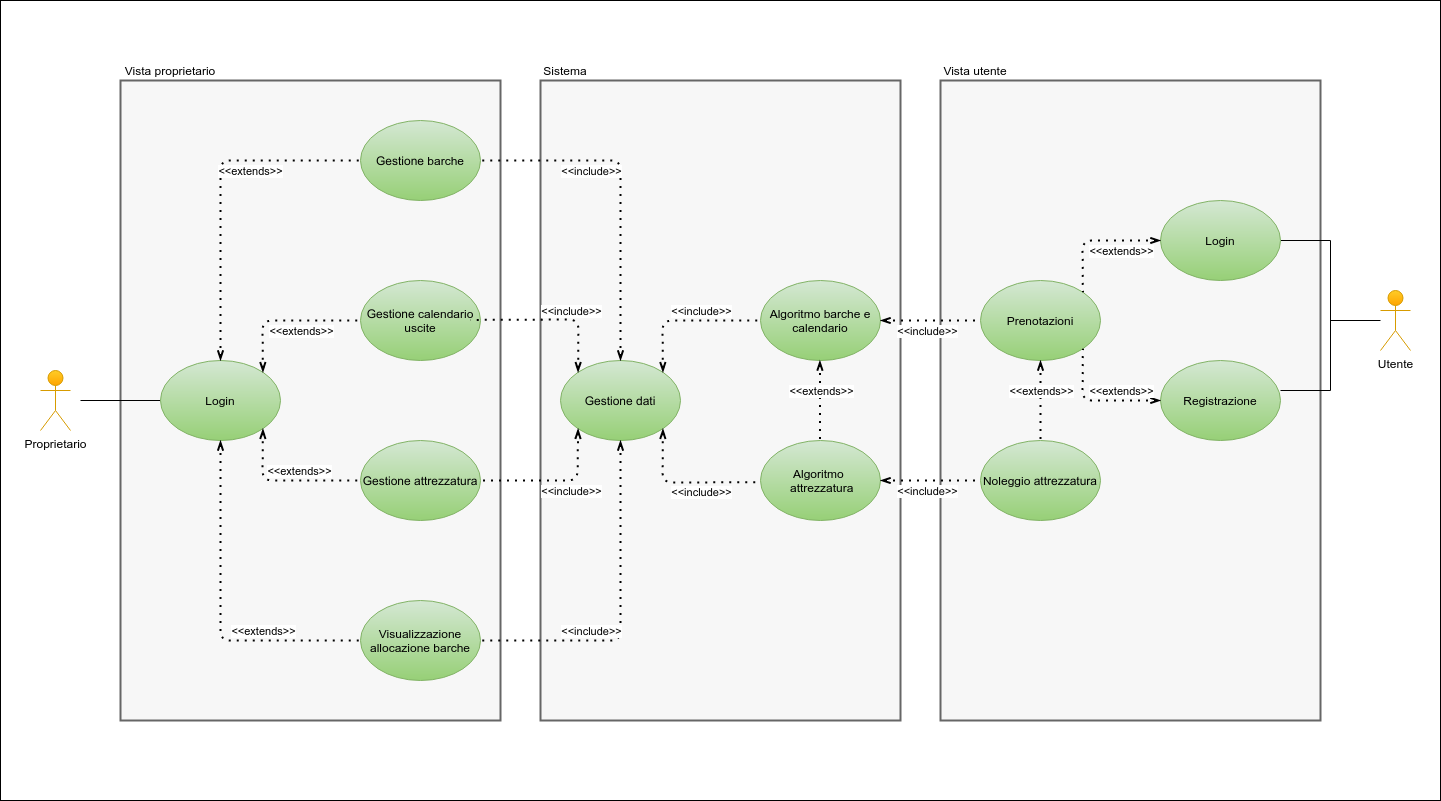 Vista proprietario
Sistema
Vista utente
Gestione barche
<<extends>>
<<include>>
Login
<<extends>>
Gestione calendario
uscite
<<extends>>
<<include>>
<<include>>
Algoritmo barche e
calendario
<<include>>
Prenotazioni
Utente
Login
Gestione dati
<<extends>>
<<extends>>
<<extends>>
Registrazione
Proprietario
<<extends>>
Gestione attrezzatura
<<include>>
<<include>>
Algoritmo
attrezzatura
<<include>>
Noleggio attrezzatura
<<extends>>
Visualizzazione
allocazione barche
<<include>>